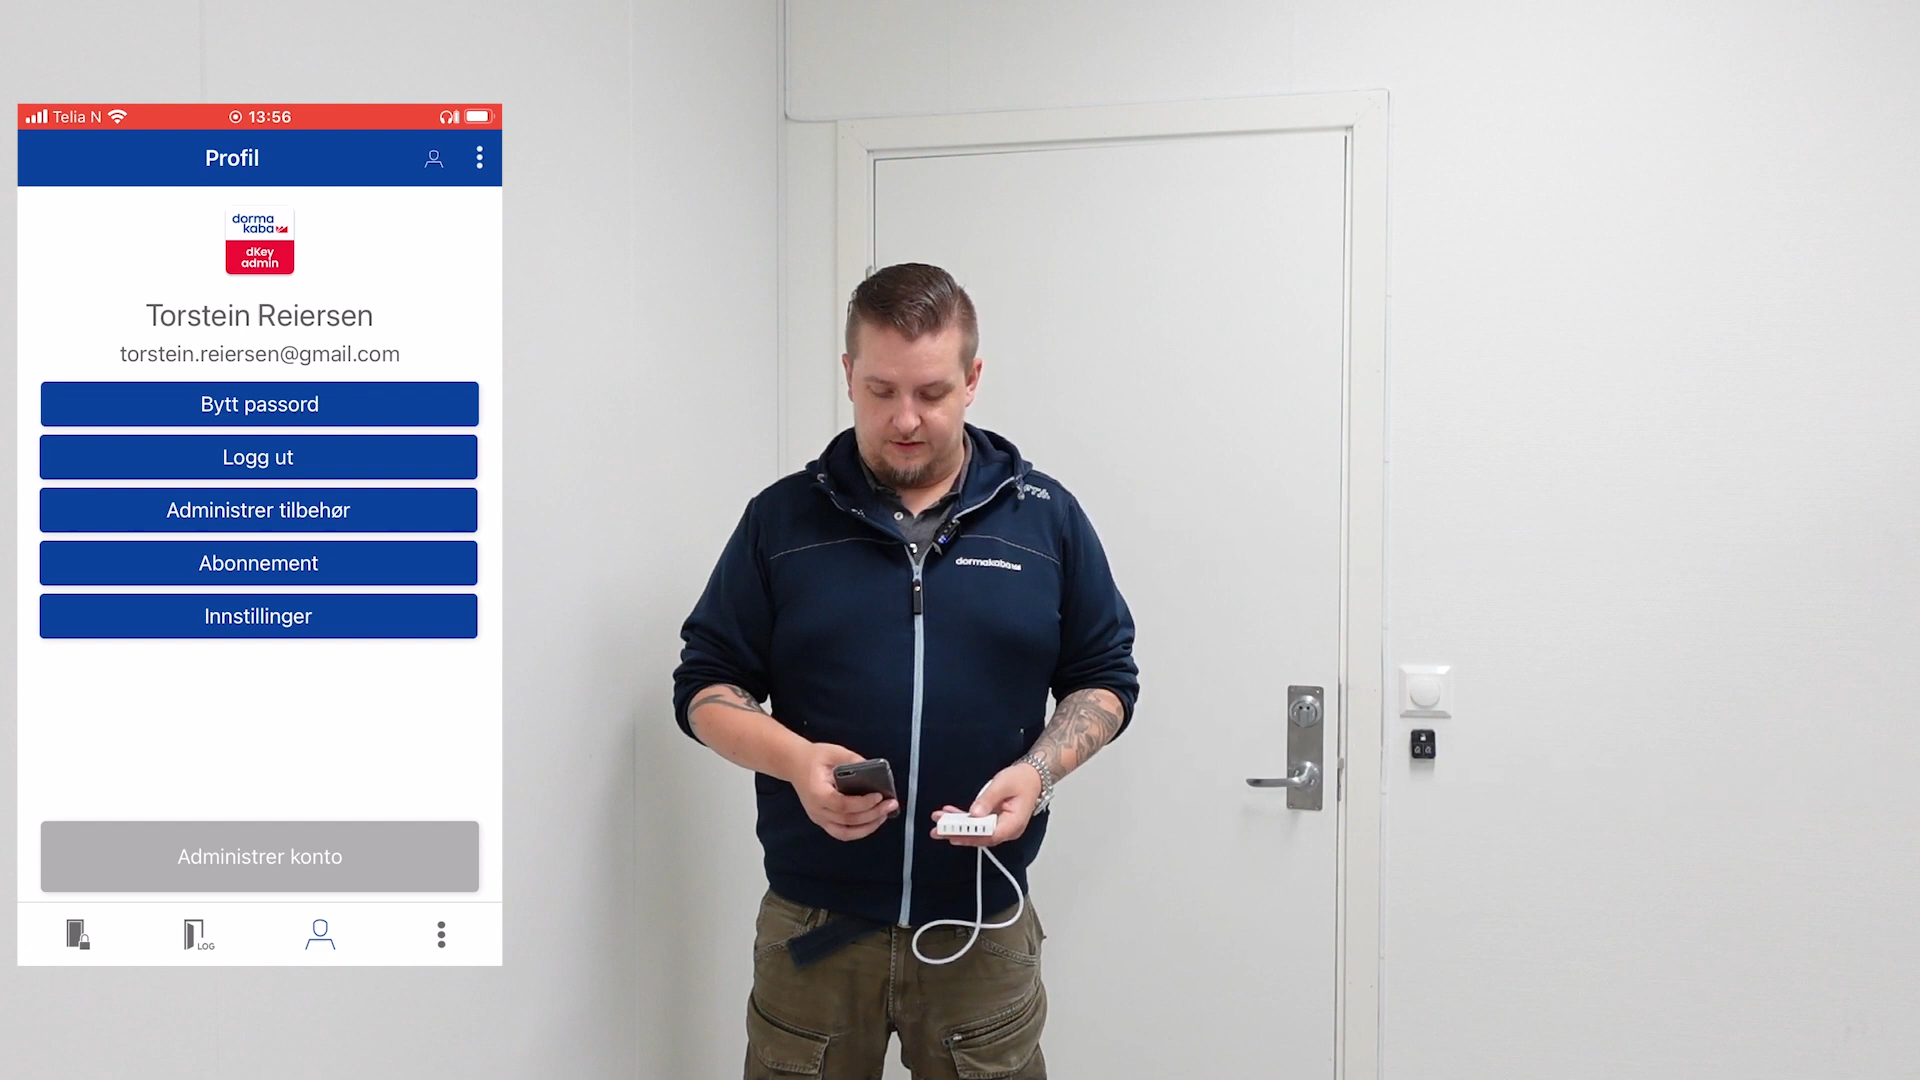 Telia N
13:56
Profil
dorma
kaba
dKey
admin
Torstein Reiersen
torstein.reiersen@gmail.com
Bytt passord
Logg ut
Administrer tilbehør
Abonnement
Innstillinger
Administrer konto
LOG
dormakaba